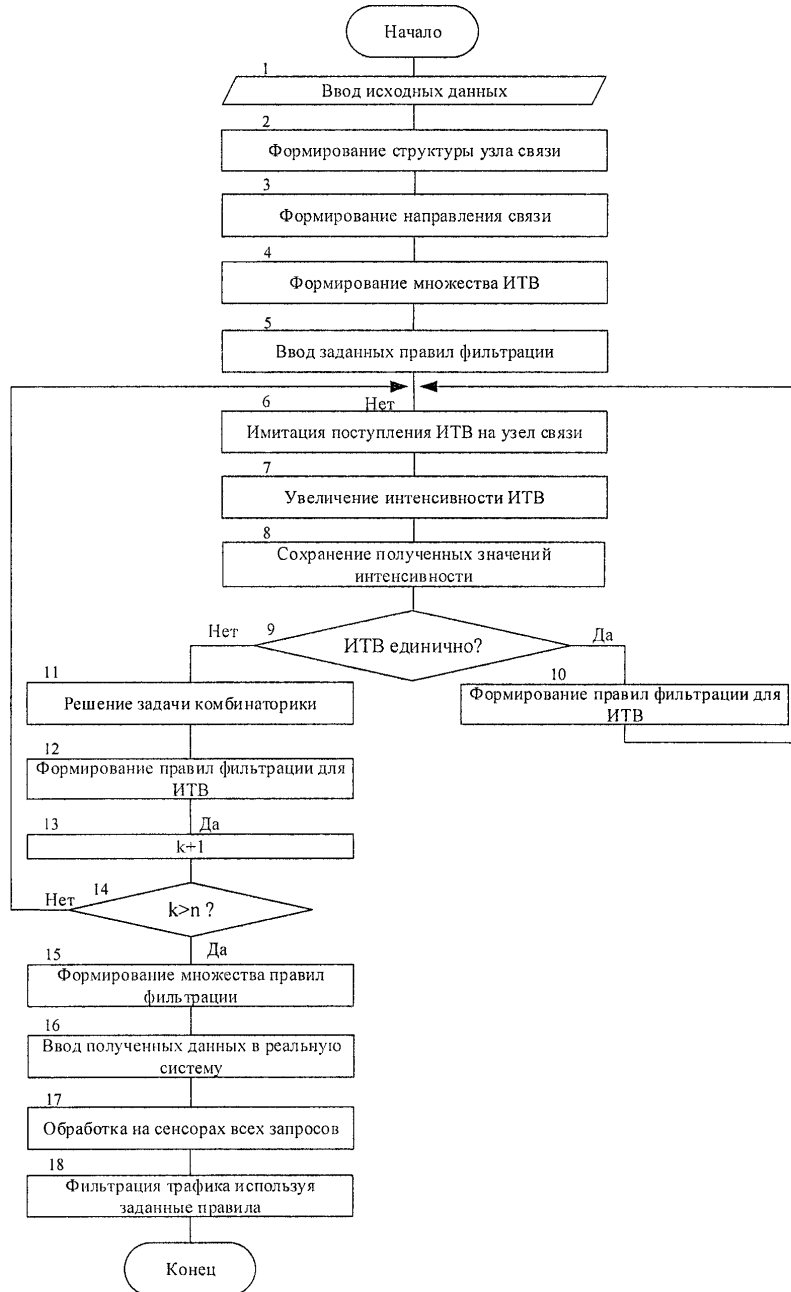 Начало
1
Ввод исходных данных
2
Формирование структуры узла связи
3
Формирование направления связи
4
Формирование множества ИТВ
5
Ввод заданных правил фильтрации
Нет
6
Имитация поступления ИТВ на узел связи
7
Увеличение интенсивности ИТВ
8
Сохранение полученных значений
интенсивности
Нет
9
ИТВ единично?
Да
11
Решение задачи комбинаторики
10
Формирование правил фильтрации для
ИТВ
12
Формирование правил фильтрации для
ИТВ
Да
13
k+1
Нет
14
k>n ?
Да
15
Формирование множества правил
фильтрации
16
Ввод полученных данных в реальную
систему
17
Обработка на сенсорах всех запросов
18
Фильтрация трафика используя
заданные правила
Конец